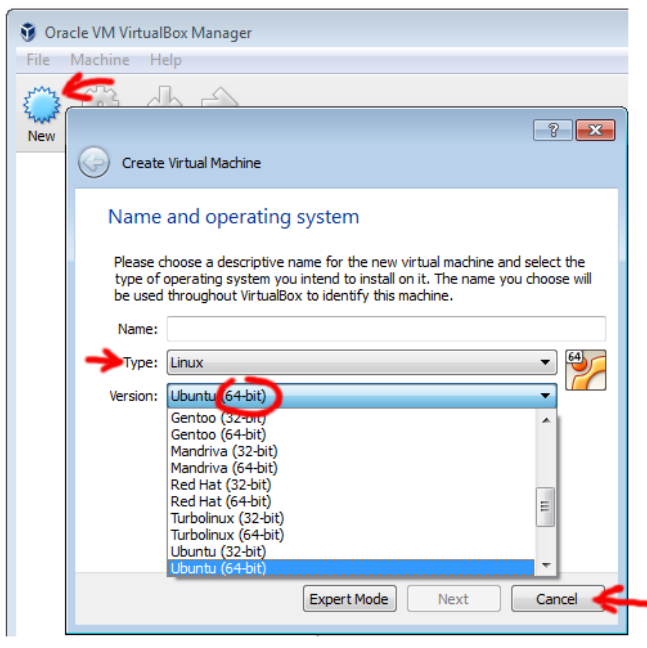 Oracle VM VirtualBox Manager
File Machine Help
New
?
Create Virtual Machine
Name and operating system
Please choose a descriptive name for the new virtual machine and select the
type of operating system you intend to install on it. The name you choose will
be used throughout VirtualBox to identify this machine.
Name:
Type: Linux
64
Version: Ubuntu (64-bit)
Gentoo (32-bit)
Gentoo (64-bit)
Mandriva (32-bit)
Mandriva (64-bit)
Red Hat (32-bit)
Red Hat (64-bit)
Turbolinux (32-bit)
Turbolinux (64-bit)
Ubuntu (32-bit)
Ubuntu (64-bit)
Expert Mode Next Cancel